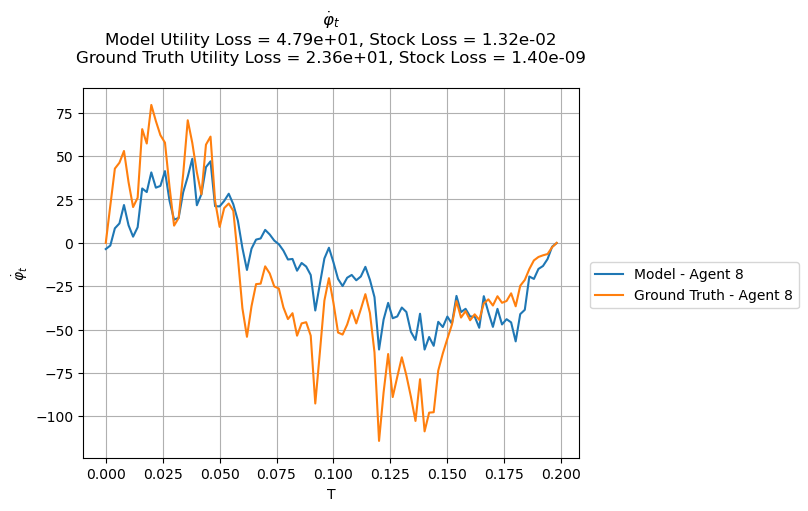 φ̇ₜ
Model Utility Loss = 4.79e+01, Stock Loss = 1.32e-02
Ground Truth Utility Loss = 2.36e+01, Stock Loss = 1.40e-09
75
50
25
0
−25
−50
−75
−100
φ̇ₜ
0.000
0.025
0.050
0.075
0.100
0.125
0.150
0.175
0.200
T
Model - Agent 8
Ground Truth - Agent 8